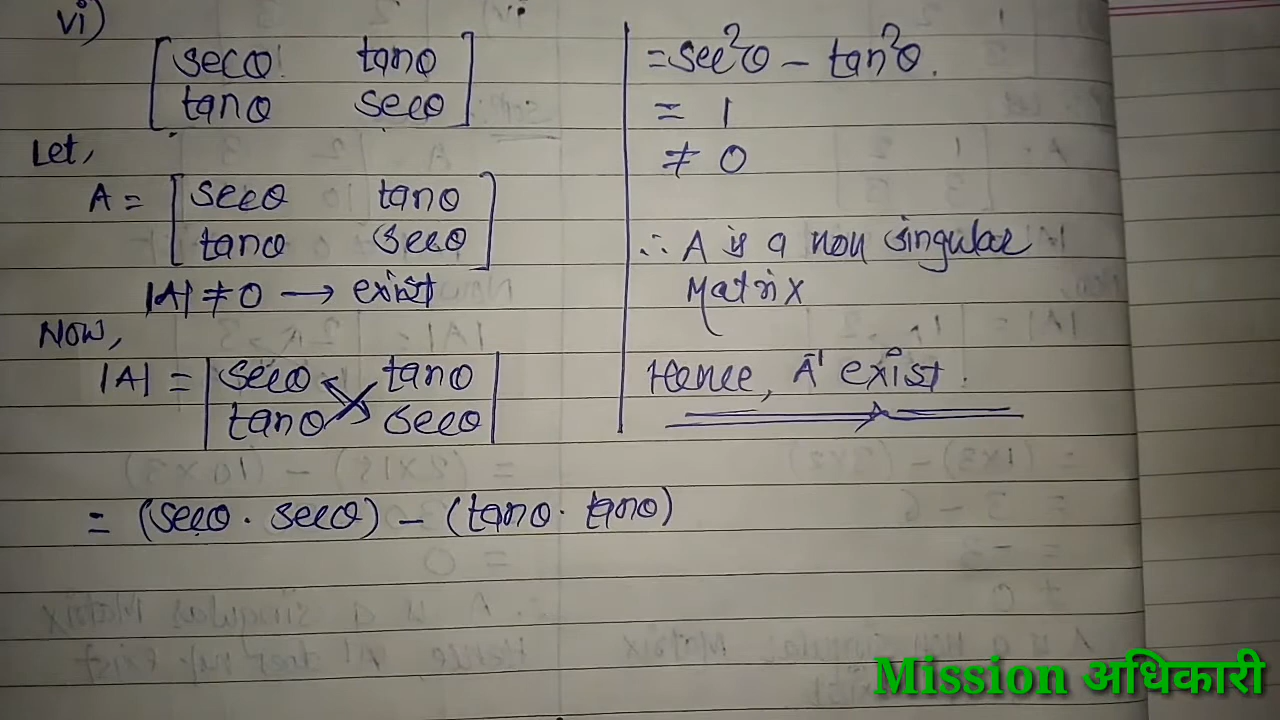 vi)
[secθ tanθ
tanθ secθ]
Let,
A = [secθ tanθ
tanθ secθ]
|A| ≠ 0 → exist
Now,
|A| = |secθ tanθ
tanθ secθ|
= (secθ · secθ) - (tanθ · tanθ)
= sec²θ - tan²θ.
= 1
≠ 0
∴ A is a non singular
Matrix
Hence, A⁻¹ exist.
Mission अधिकारी